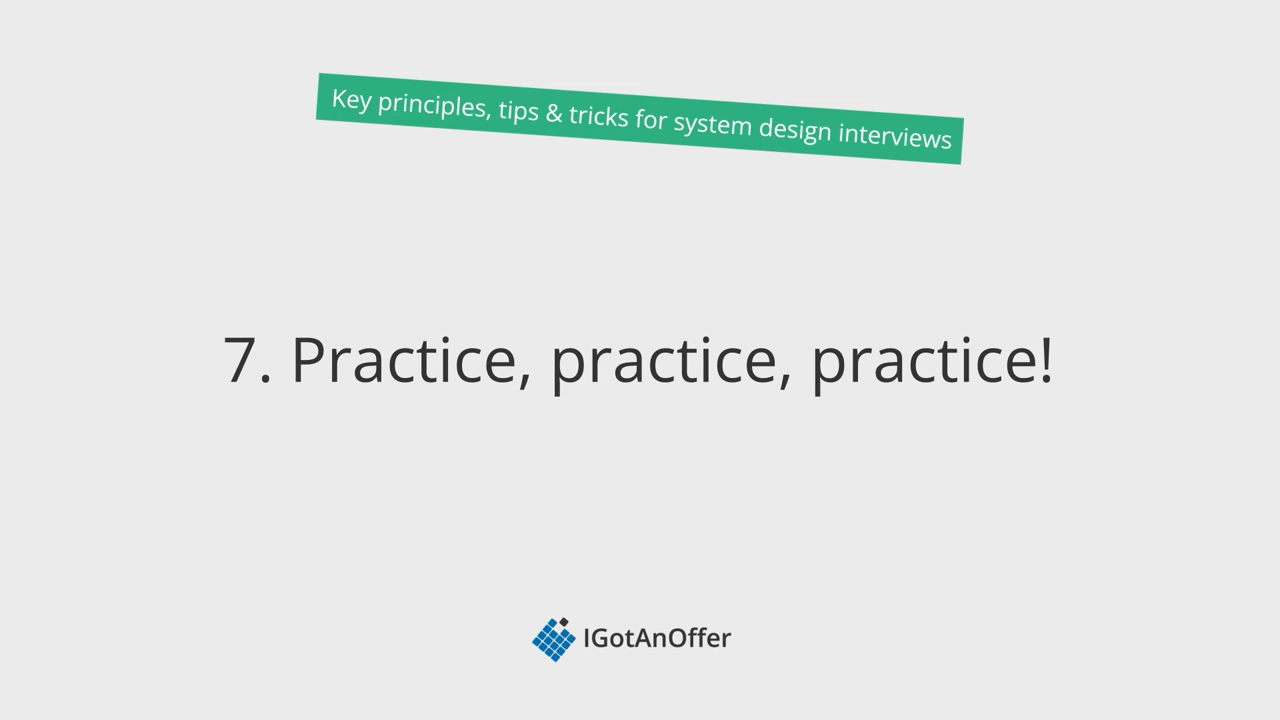 Key principles, tips & tricks for system design interviews
7. Practice, practice, practice!
IGotAnOffer